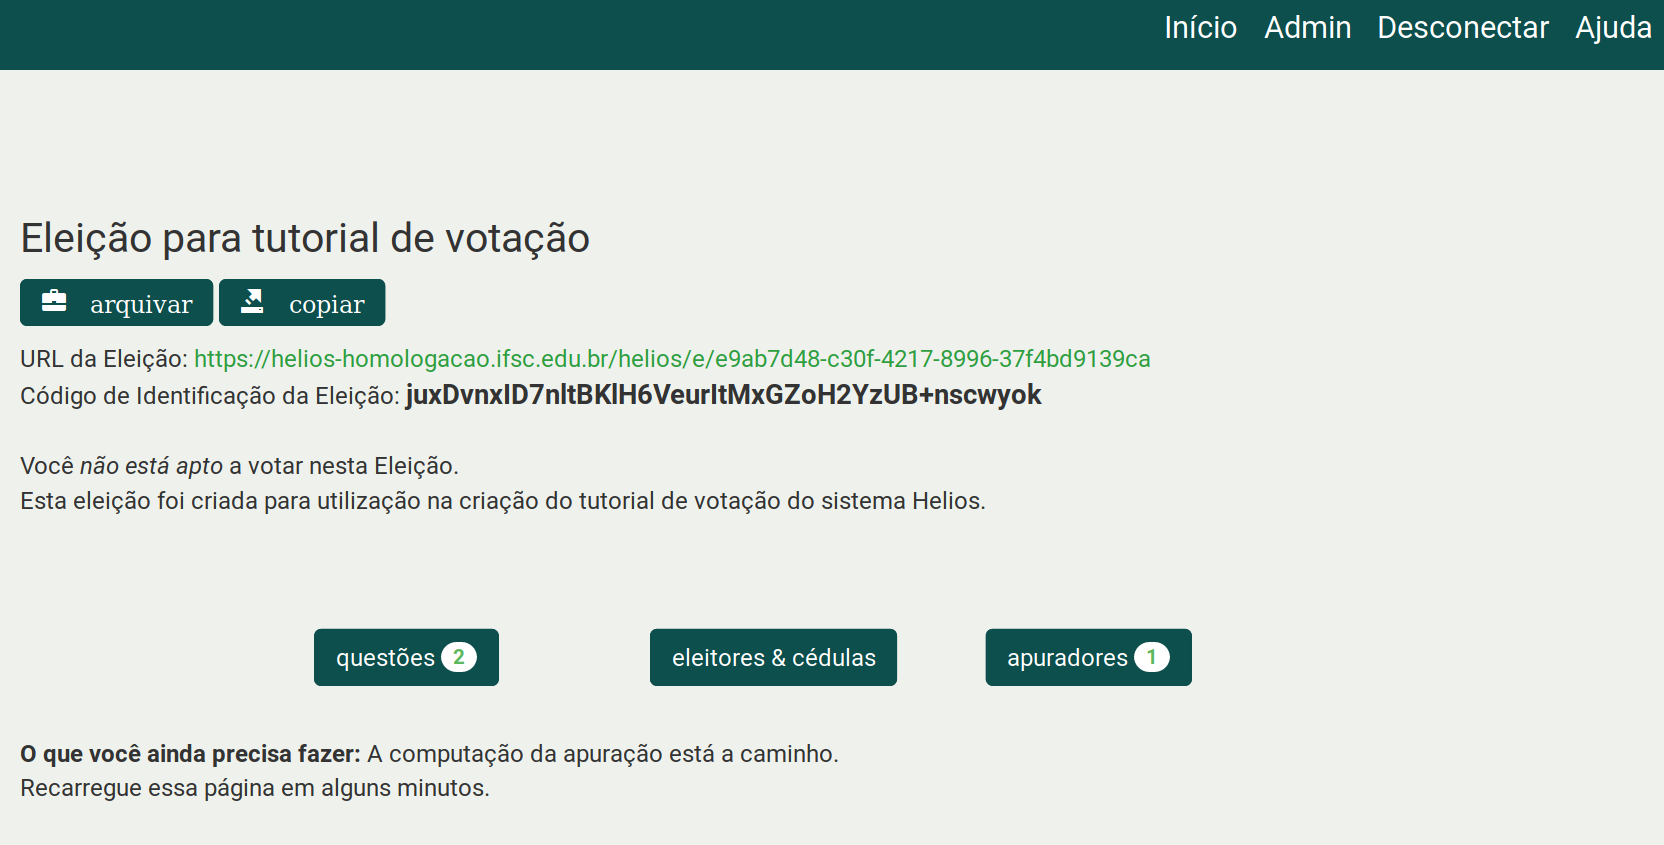 Início Admin Desconectar Ajuda
Eleição para tutorial de votação
arquivar copiar
URL da Eleição: https://helios-homologacao.ifsc.edu.br/helios/e/e9ab7d48-c30f-4217-8996-37f4bd9139ca
Código de Identificação da Eleição: juxDvnxID7nltBKlH6VeurItMxGZoH2YzUB+nscwyok
Você não está apto a votar nesta Eleição.
Esta eleição foi criada para utilização na criação do tutorial de votação do sistema Helios.
questões 2 eleitores & cédulas apuradores 1
O que você ainda precisa fazer: A computação da apuração está a caminho.
Recarregue essa página em alguns minutos.